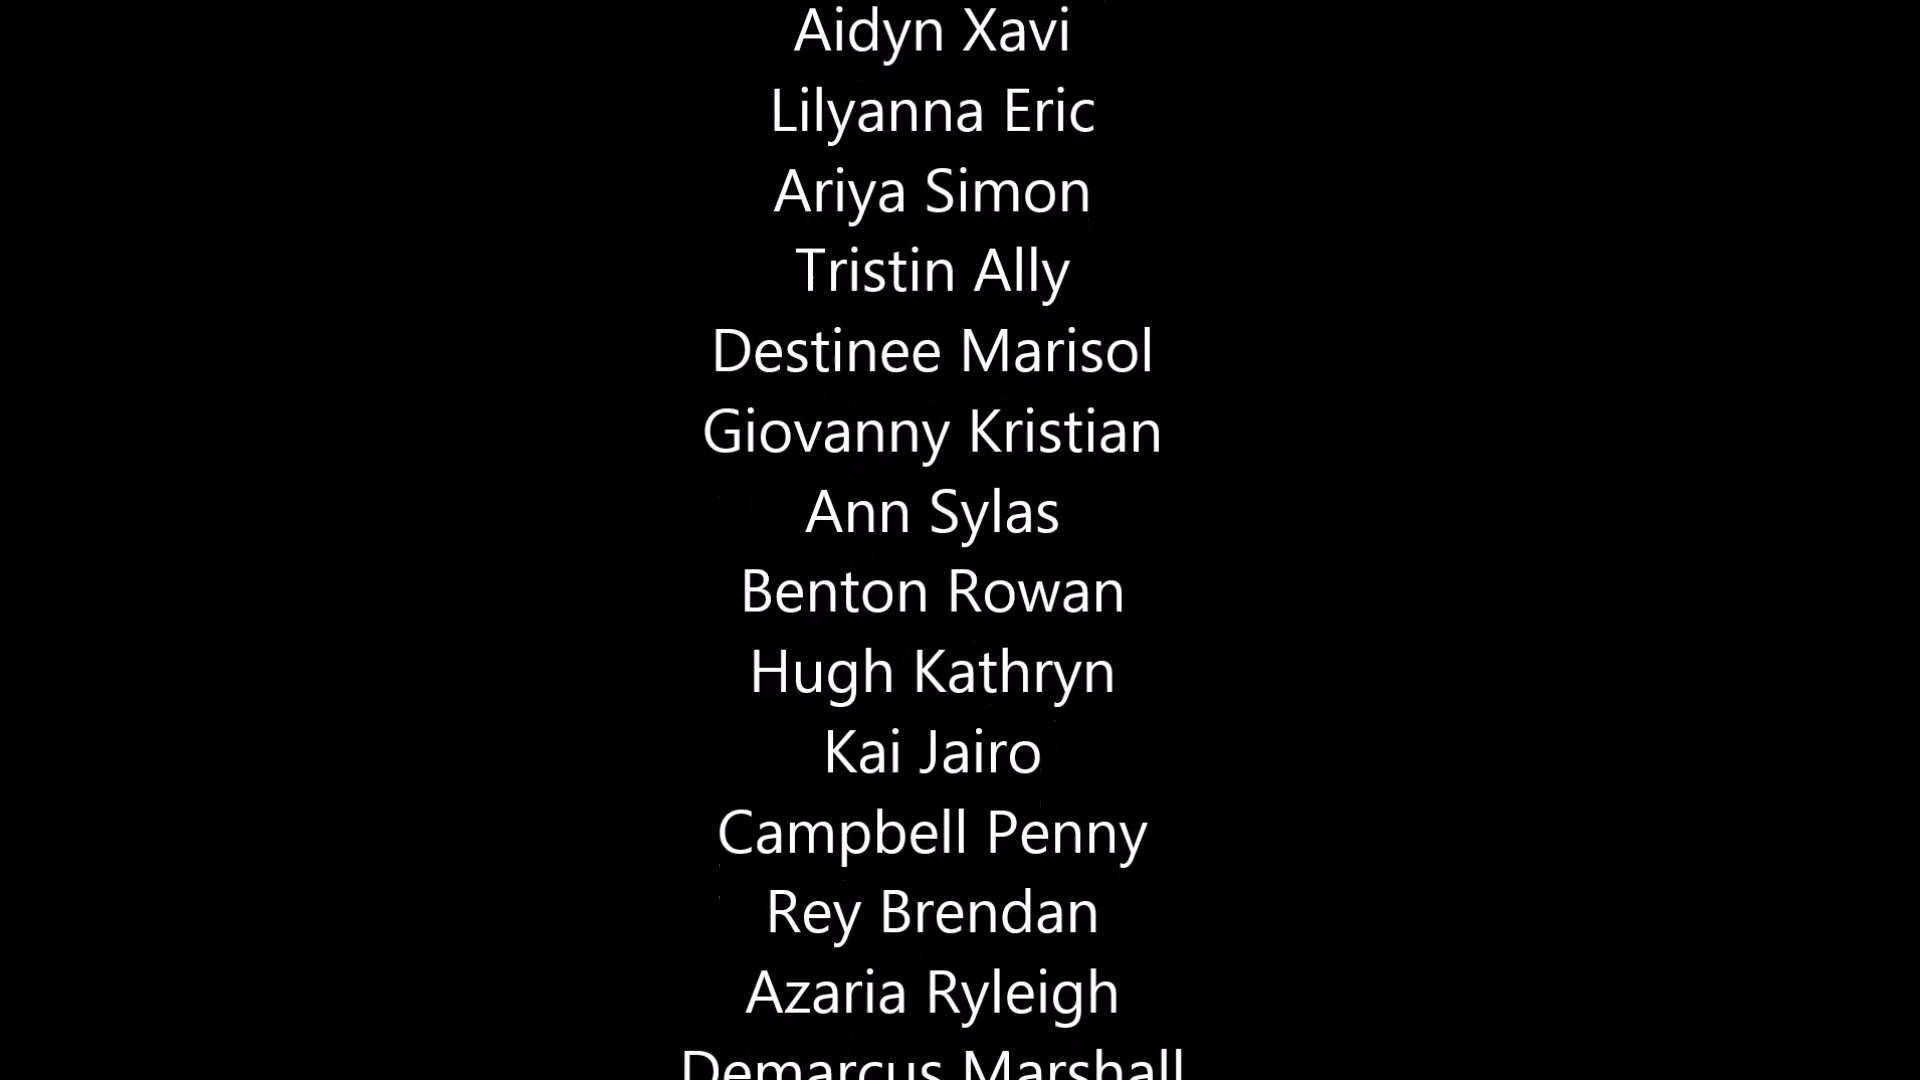 Aidyn Xavi
Lilyanna Eric
Ariya Simon
Tristin Ally
Destinee Marisol
Giovanny Kristian
Ann Sylas
Benton Rowan
Hugh Kathryn
Kai Jairo
Campbell Penny
Rey Brendan
Azaria Ryleigh
Demarcus Marshall